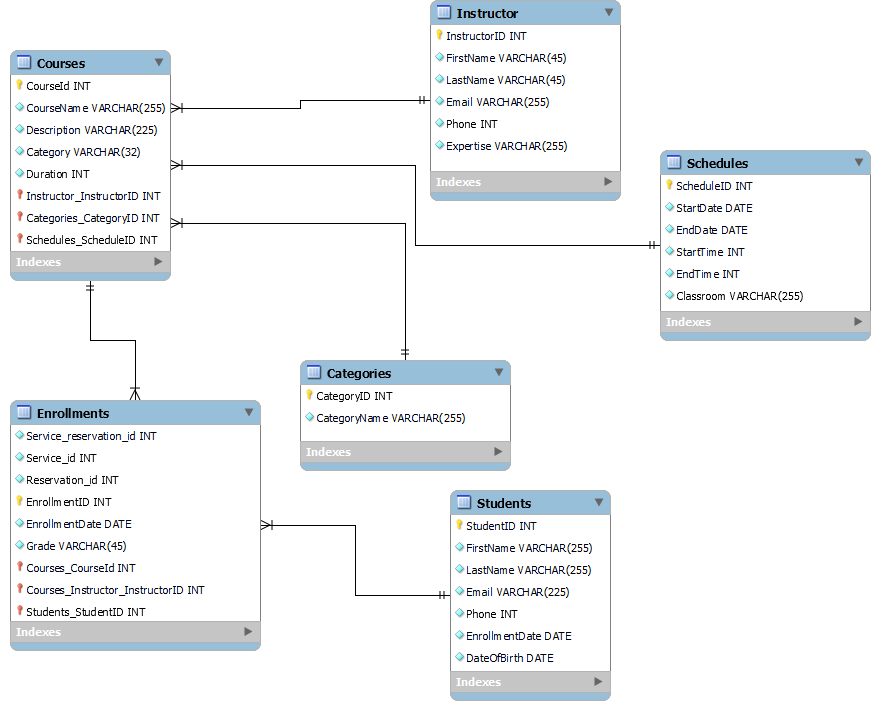 Courses
CourseId INT
CourseName VARCHAR(255)
Description VARCHAR(225)
Category VARCHAR(32)
Duration INT
Instructor_InstructorID INT
Categories_CategoryID INT
Schedules_ScheduleID INT
Indexes
Instructor
InstructorID INT
FirstName VARCHAR(45)
LastName VARCHAR(45)
Email VARCHAR(255)
Phone INT
Expertise VARCHAR(255)
Indexes
Schedules
ScheduleID INT
StartDate DATE
EndDate DATE
StartTime INT
EndTime INT
Classroom VARCHAR(255)
Indexes
Categories
CategoryID INT
CategoryName VARCHAR(255)
Indexes
Enrollments
Service_reservation_id INT
Service_id INT
Reservation_id INT
EnrollmentID INT
EnrollmentDate DATE
Grade VARCHAR(45)
Courses_CourseId INT
Courses_Instructor_InstructorID INT
Students_StudentID INT
Indexes
Students
StudentID INT
FirstName VARCHAR(255)
LastName VARCHAR(255)
Email VARCHAR(225)
Phone INT
EnrollmentDate DATE
DateOfBirth DATE
Indexes